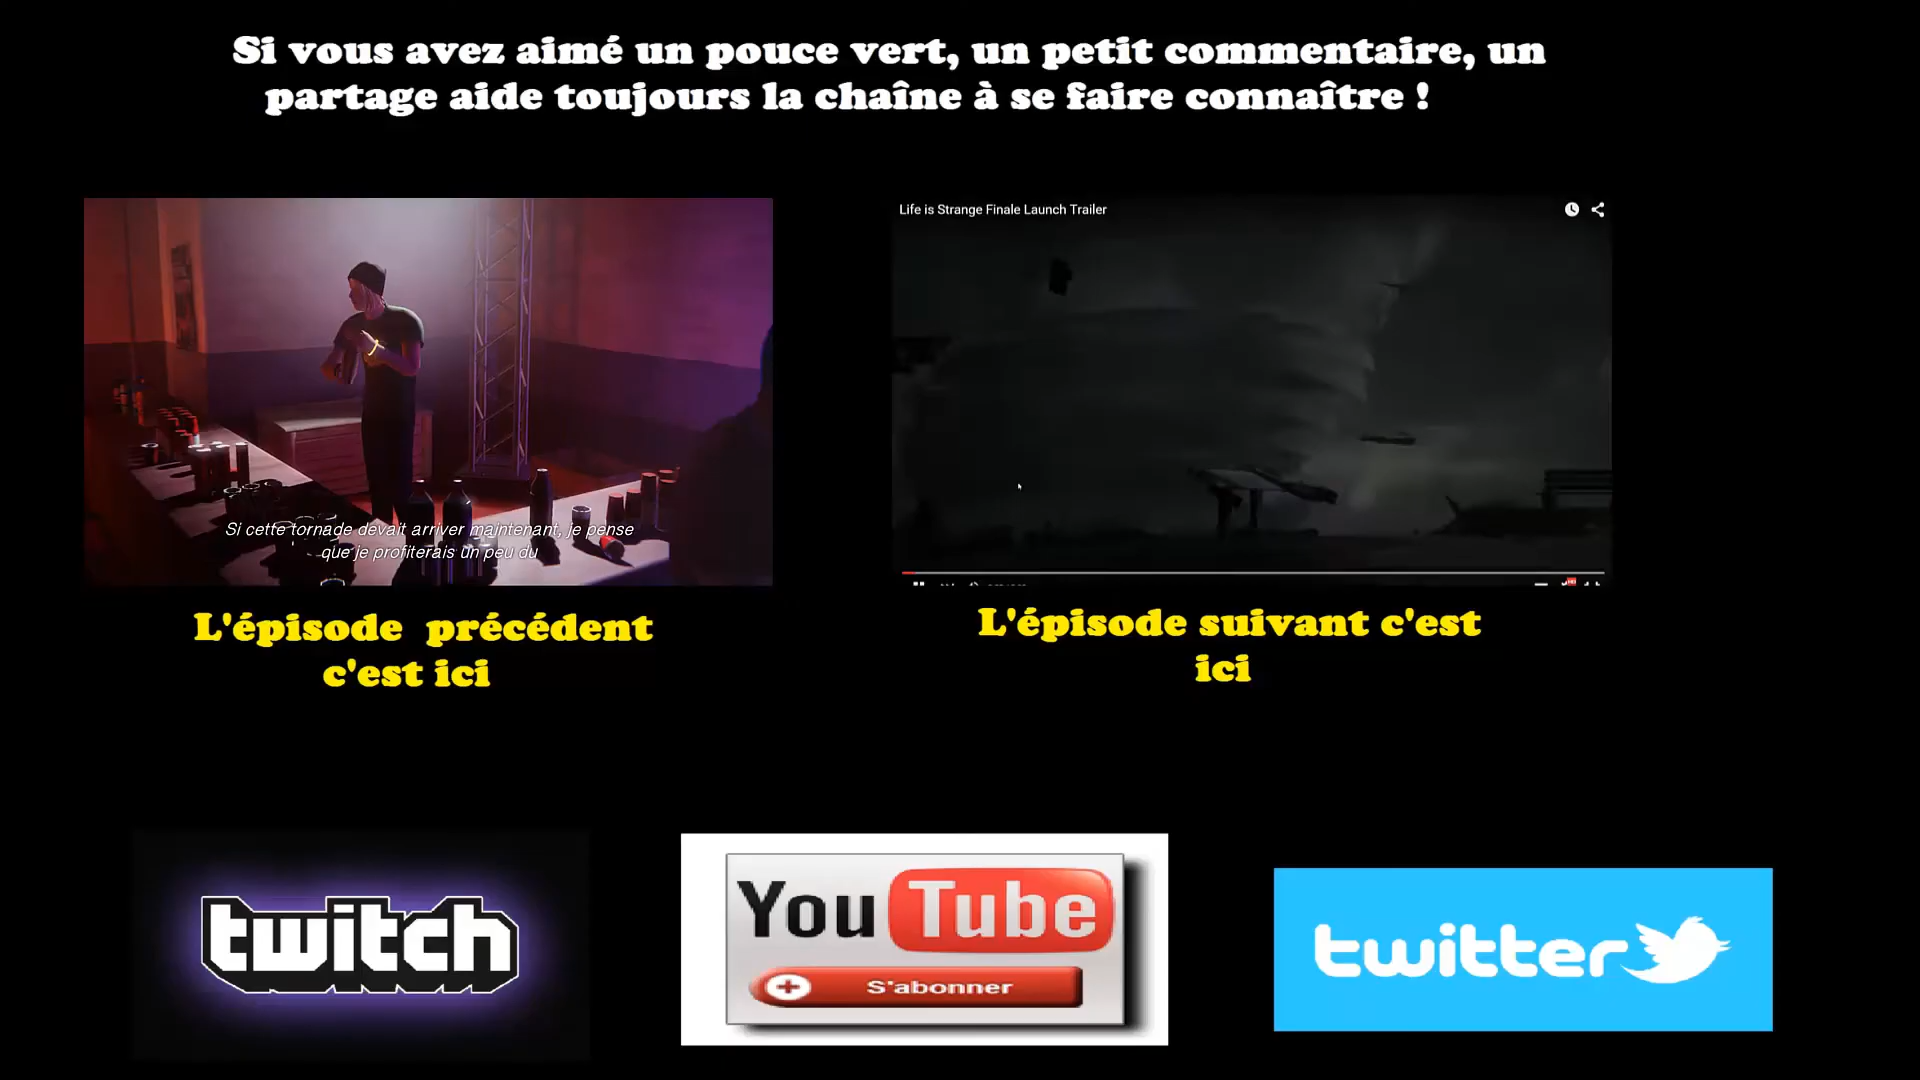 Si vous avez aimé un pouce vert, un petit commentaire, un
partage aide toujours la chaîne à se faire connaître !
Life is Strange Finale Launch Trailer
Si cette tornade devait arriver maintenant, je pense
que je profiterais un peu du
L'épisode précédent
c'est ici
L'épisode suivant c'est
ici
twitch
YouTube
S'abonner
twitter